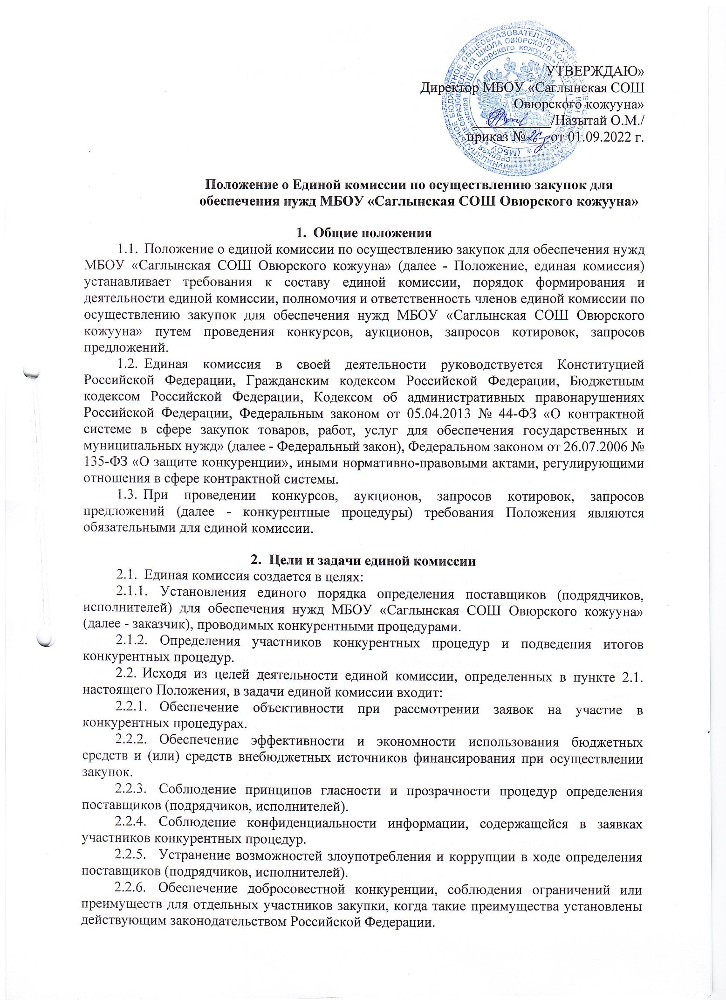 УТВЕРЖДАЮ»
Директор МБОУ «Саглынская СОШ
Овюрского кожууна»
/Назытай О.М./
приказ № от 01.09.2022 г.
Положение о Единой комиссии по осуществлению закупок для
обеспечения нужд МБОУ «Саглынская СОШ Овюрского кожууна»
1. Общие положения
1.1. Положение о единой комиссии по осуществлению закупок для обеспечения нужд
МБОУ «Саглынская СОШ Овюрского кожууна» (далее - Положение, единая комиссия)
устанавливает требования к составу единой комиссии, порядок формирования и
деятельности единой комиссии, полномочия и ответственность членов единой комиссии по
осуществлению закупок для обеспечения нужд МБОУ «Саглынская СОШ Овюрского
кожууна» путем проведения конкурсов, аукционов, запросов котировок, запросов
предложений.
1.2. Единая комиссия в своей деятельности руководствуется Конституцией
Российской Федерации, Гражданским кодексом Российской Федерации, Бюджетным
кодексом Российской Федерации, Кодексом об административных правонарушениях
Российской Федерации, Федеральным законом от 05.04.2013 № 44-ФЗ «О контрактной
системе в сфере закупок товаров, работ, услуг для обеспечения государственных и
муниципальных нужд» (далее - Федеральный закон), Федеральном законом от 26.07.2006 №
135-ФЗ «О защите конкуренции», иными нормативно-правовыми актами, регулирующими
отношения в сфере контрактной системы.
1.3. При проведении конкурсов, аукционов, запросов котировок, запросов
предложений (далее - конкурентные процедуры) требования Положения являются
обязательными для единой комиссии.
2. Цели и задачи единой комиссии
2.1. Единая комиссия создается в целях:
2.1.1. Установления единого порядка определения поставщиков (подрядчиков,
исполнителей) для обеспечения нужд МБОУ «Саглынская СОШ Овюрского кожууна»
(далее - заказчик), проводимых конкурентными процедурами.
2.1.2. Определения участников конкурентных процедур и подведения итогов
конкурентных процедур.
2.2. Исходя из целей деятельности единой комиссии, определенных в пункте 2.1.
настоящего Положения, в задачи единой комиссии входит:
2.2.1. Обеспечение объективности при рассмотрении заявок на участие в
конкурентных процедурах.
2.2.2. Обеспечение эффективности и экономности использования бюджетных
средств и (или) средств внебюджетных источников финансирования при осуществлении
закупок.
2.2.3. Соблюдение принципов гласности и прозрачности процедур определения
поставщиков (подрядчиков, исполнителей).
2.2.4. Соблюдение конфиденциальности информации, содержащейся в заявках
участников конкурентных процедур.
2.2.5. Устранение возможностей злоупотребления и коррупции в ходе определения
поставщиков (подрядчиков, исполнителей).
2.2.6. Обеспечение добросовестной конкуренции, соблюдения ограничений или
преимуществ для отдельных участников закупки, когда такие преимущества установлены
действующим законодательством Российской Федерации.